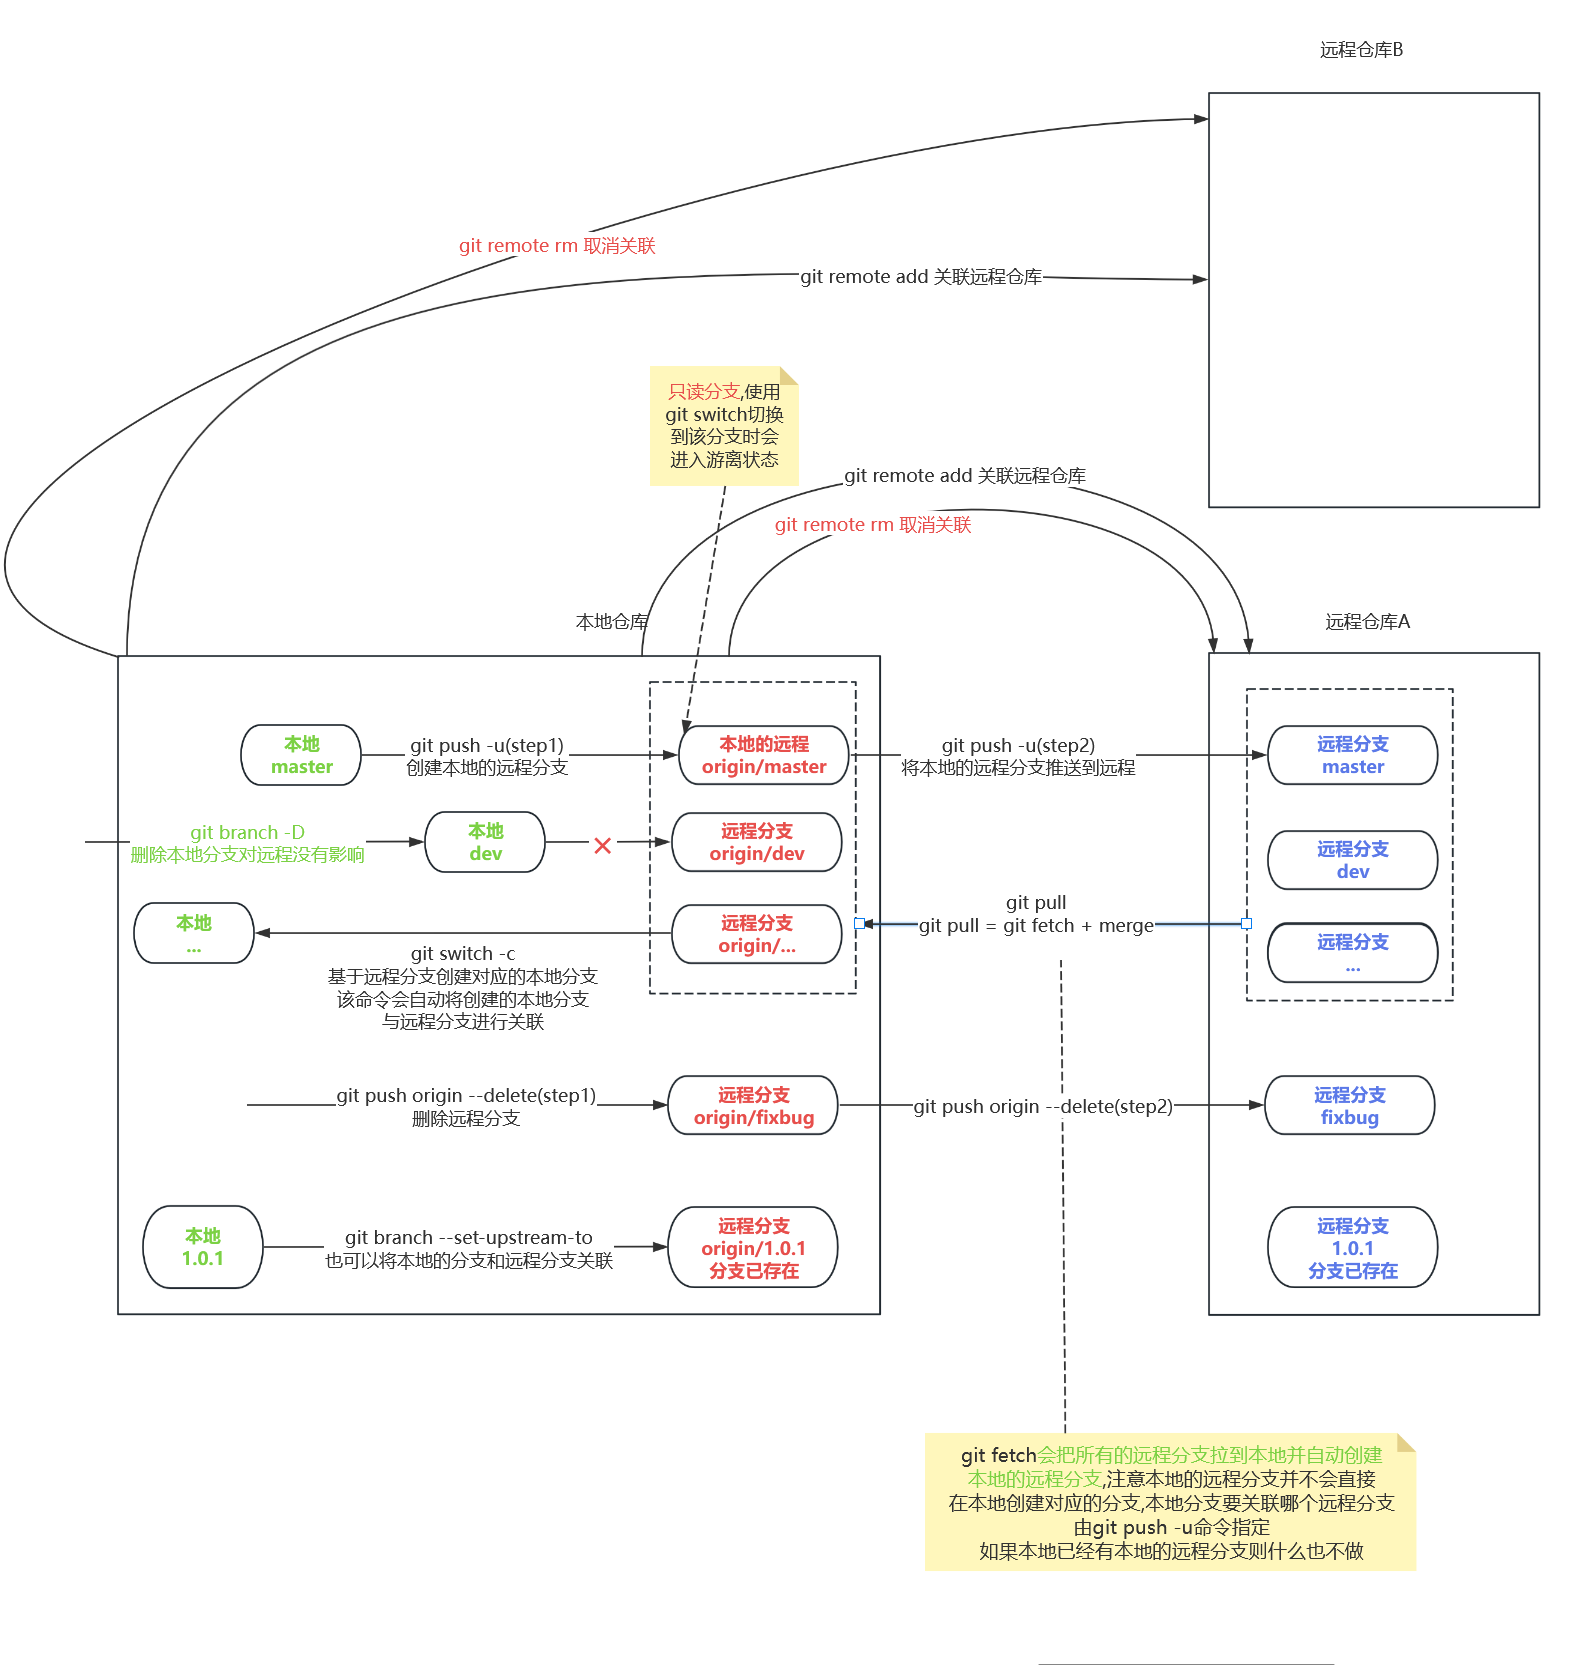 远程仓库B
git remote rm 取消关联
git remote add 关联远程仓库
只读分支,使用
git switch切换
到该分支时会
进入游离状态
git remote add 关联远程仓库
git remote rm 取消关联
本地仓库
远程仓库A
本地
master
git push -u(step1)
创建本地的远程分支
本地的远程
origin/master
git push -u(step2)
将本地的远程分支推送到远程
远程分支
master
git branch -D
删除本地分支对远程没有影响
本地
dev
远程分支
origin/dev
远程分支
dev
本地
...
git switch -c
基于远程分支创建对应的本地分支
该命令会自动将创建的本地分支
与远程分支进行关联
远程分支
origin/...
git pull
git pull = git fetch + merge
远程分支
...
git push origin --delete(step1)
删除远程分支
远程分支
origin/fixbug
git push origin --delete(step2)
远程分支
fixbug
本地
1.0.1
git branch --set-upstream-to
也可以将本地的分支和远程分支关联
远程分支
origin/1.0.1
分支已存在
远程分支
1.0.1
分支已存在
git fetch会把所有的远程分支拉到本地并自动创建
本地的远程分支,注意本地的远程分支并不会直接
在本地创建对应的分支,本地分支要关联哪个远程分支
由git push -u命令指定
如果本地已经有本地的远程分支则什么也不做